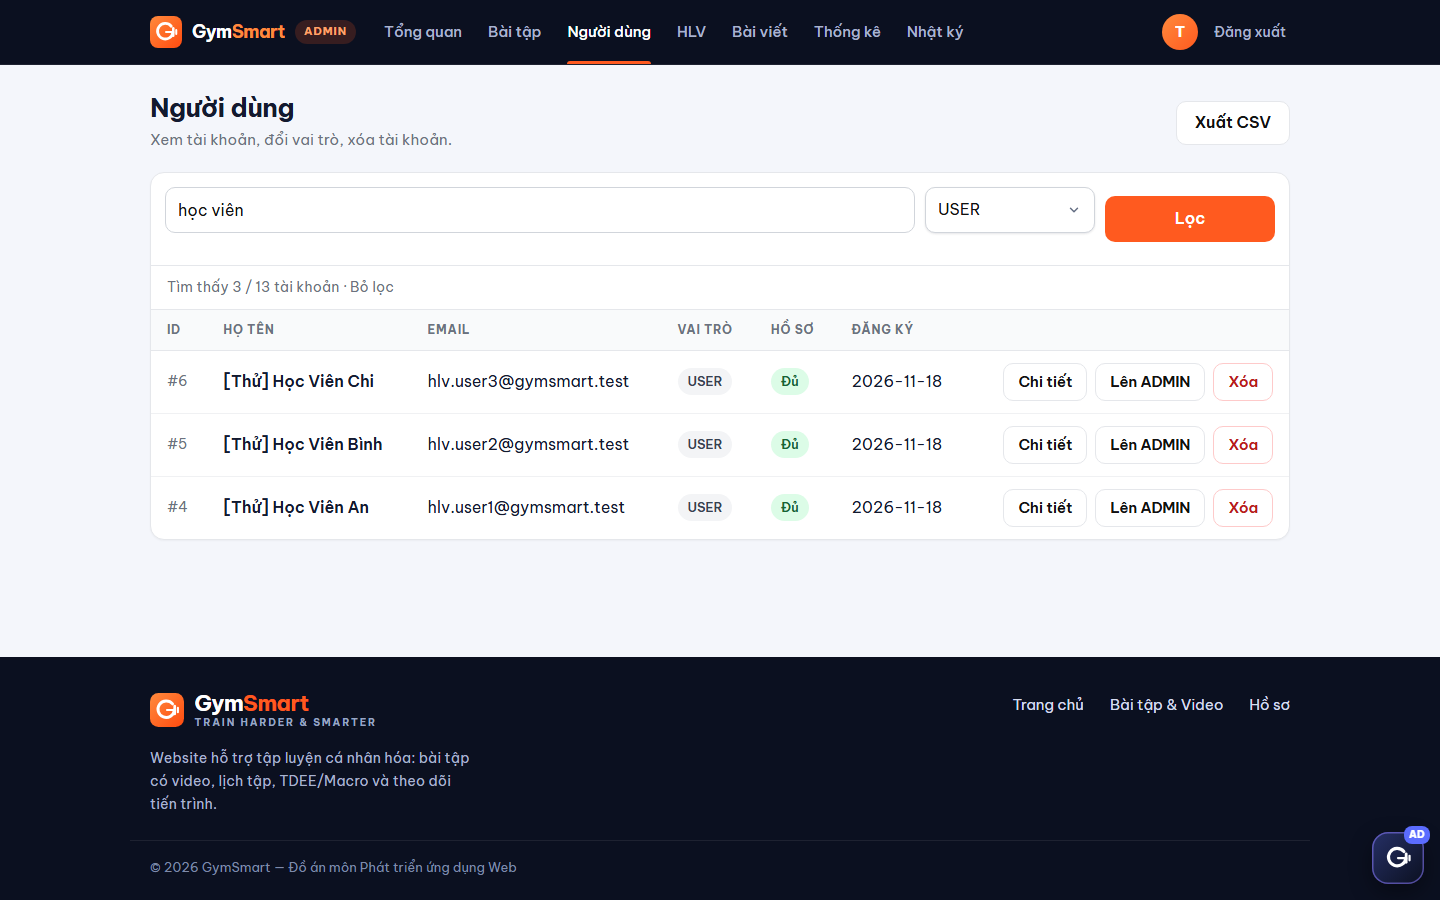 GymSmart ADMIN Tổng quan Bài tập Người dùng HLV Bài viết Thống kê Nhật ký T Đăng xuất
Người dùng
Xem tài khoản, đổi vai trò, xóa tài khoản.
Xuất CSV
học viên USER Lọc
Tìm thấy 3 / 13 tài khoản · Bỏ lọc
ID HỌ TÊN EMAIL VAI TRÒ HỒ SƠ ĐĂNG KÝ
#6 [Thử] Học Viên Chi hlv.user3@gymsmart.test USER Đủ 2026-11-18 Chi tiết Lên ADMIN Xóa
#5 [Thử] Học Viên Bình hlv.user2@gymsmart.test USER Đủ 2026-11-18 Chi tiết Lên ADMIN Xóa
#4 [Thử] Học Viên An hlv.user1@gymsmart.test USER Đủ 2026-11-18 Chi tiết Lên ADMIN Xóa
GymSmart
TRAIN HARDER & SMARTER
Trang chủ Bài tập & Video Hồ sơ
Website hỗ trợ tập luyện cá nhân hóa: bài tập
có video, lịch tập, TDEE/Macro và theo dõi
tiến trình.
© 2026 GymSmart — Đồ án môn Phát triển ứng dụng Web
AD